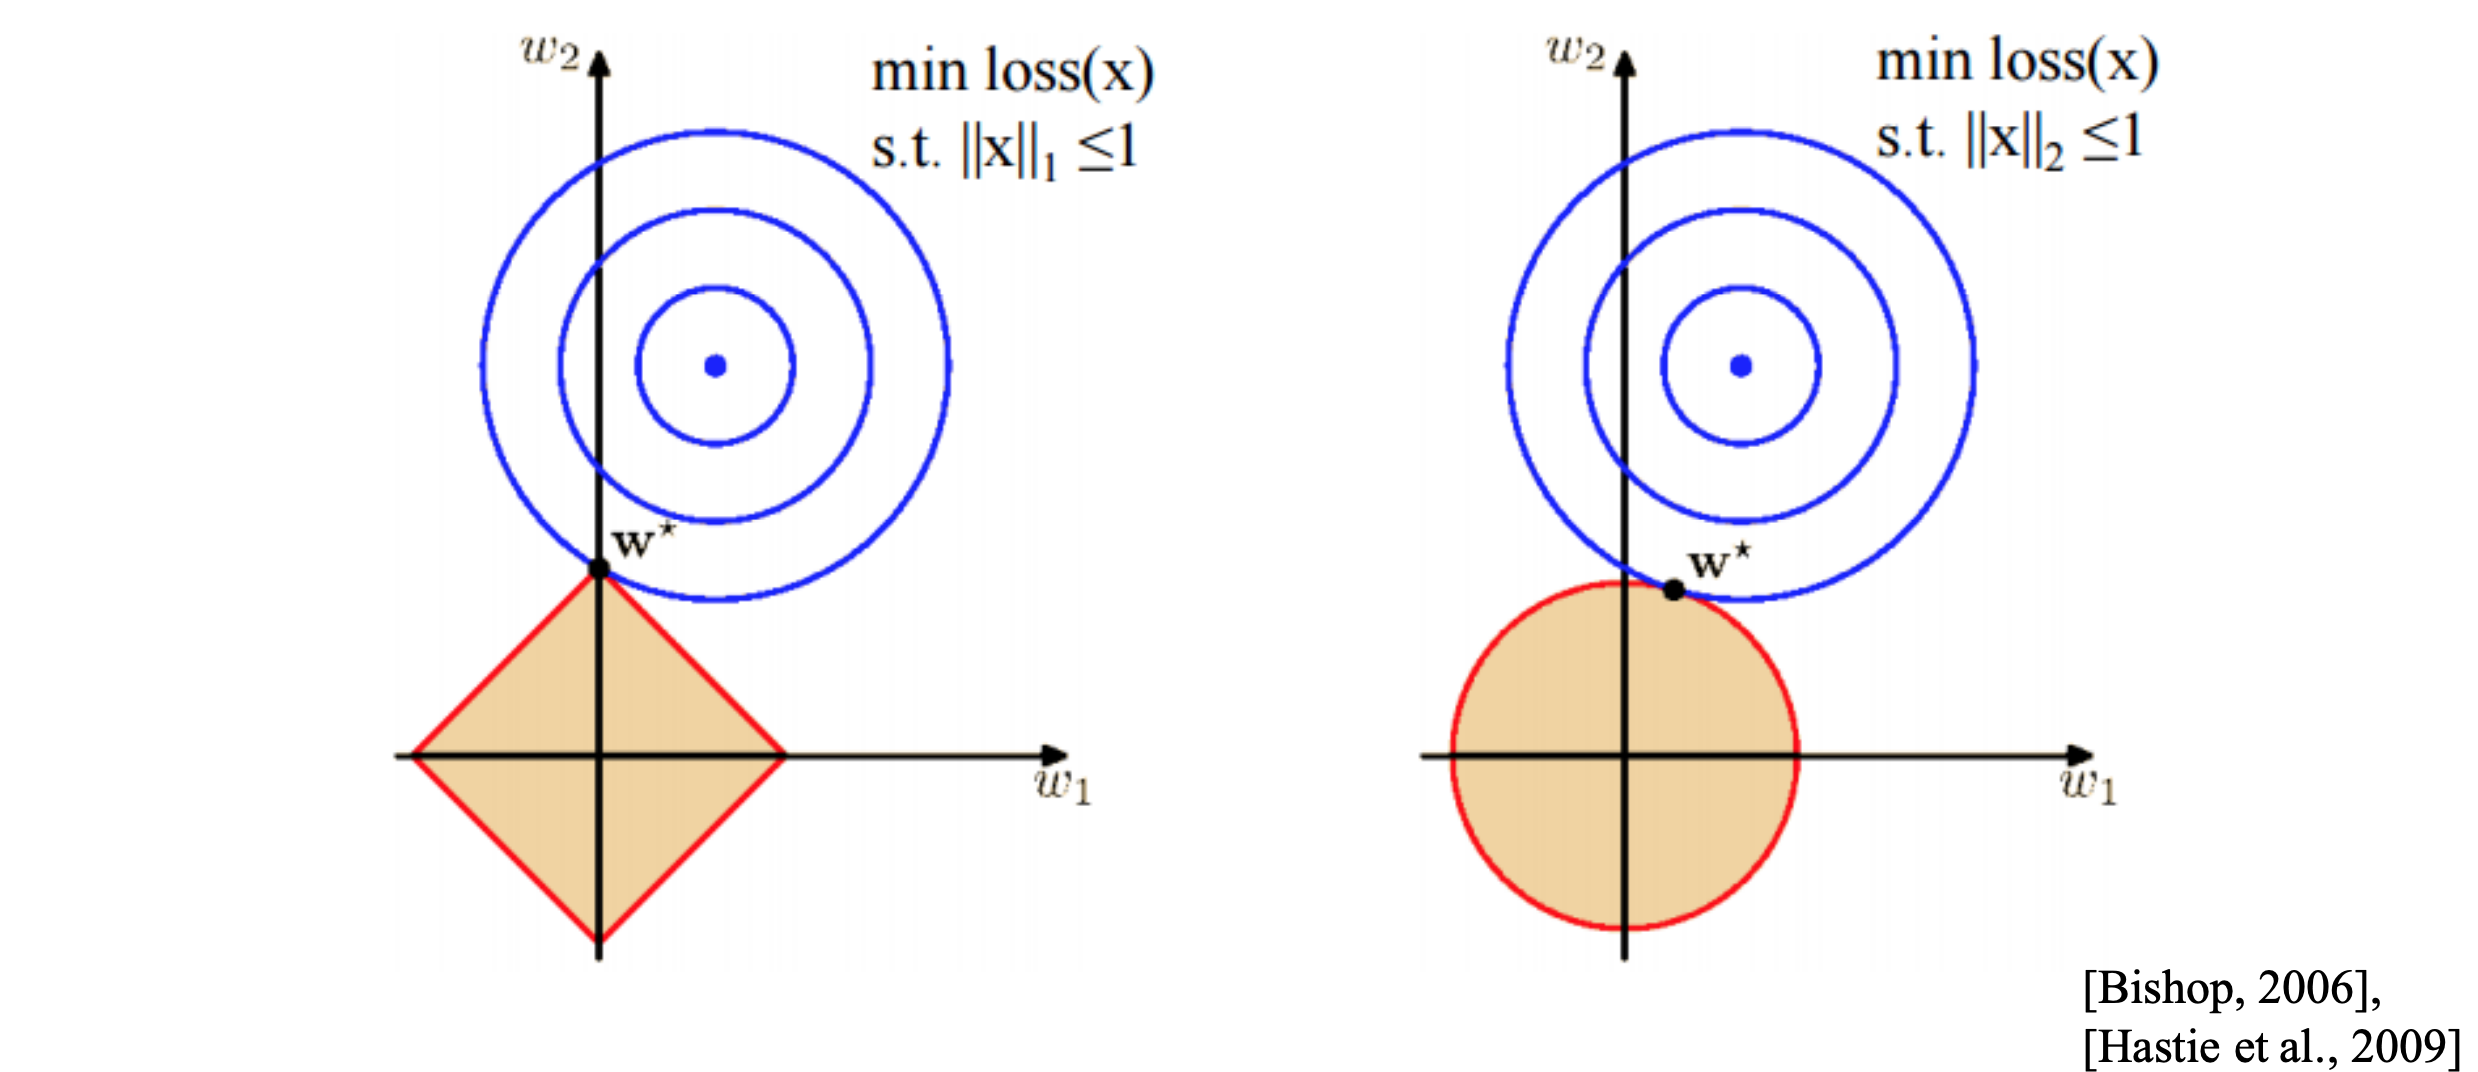 w₂
min loss(x)
s.t. ||x||₁ ≤1
w*
w₁
w₂
min loss(x)
s.t. ||x||₂ ≤1
w*
w₁
[Bishop, 2006],
[Hastie et al., 2009]